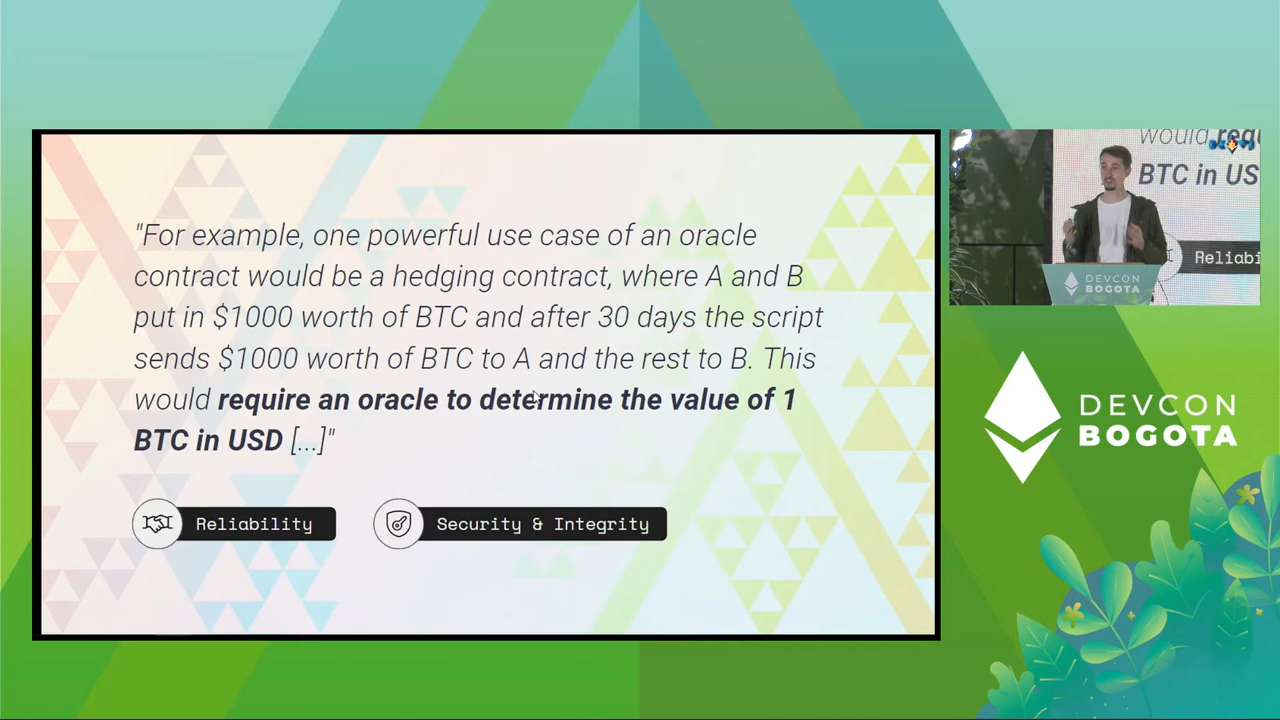 "For example, one powerful use case of an oracle
contract would be a hedging contract, where A and B
put in $1000 worth of BTC and after 30 days the script
sends $1000 worth of BTC to A and the rest to B. This
would require an oracle to determine the value of 1
BTC in USD [...]"
Reliability
Security & Integrity
would requ
BTC in US
Reliabi
DEVCON
BOGOTA
DEVCON
BOGOTA